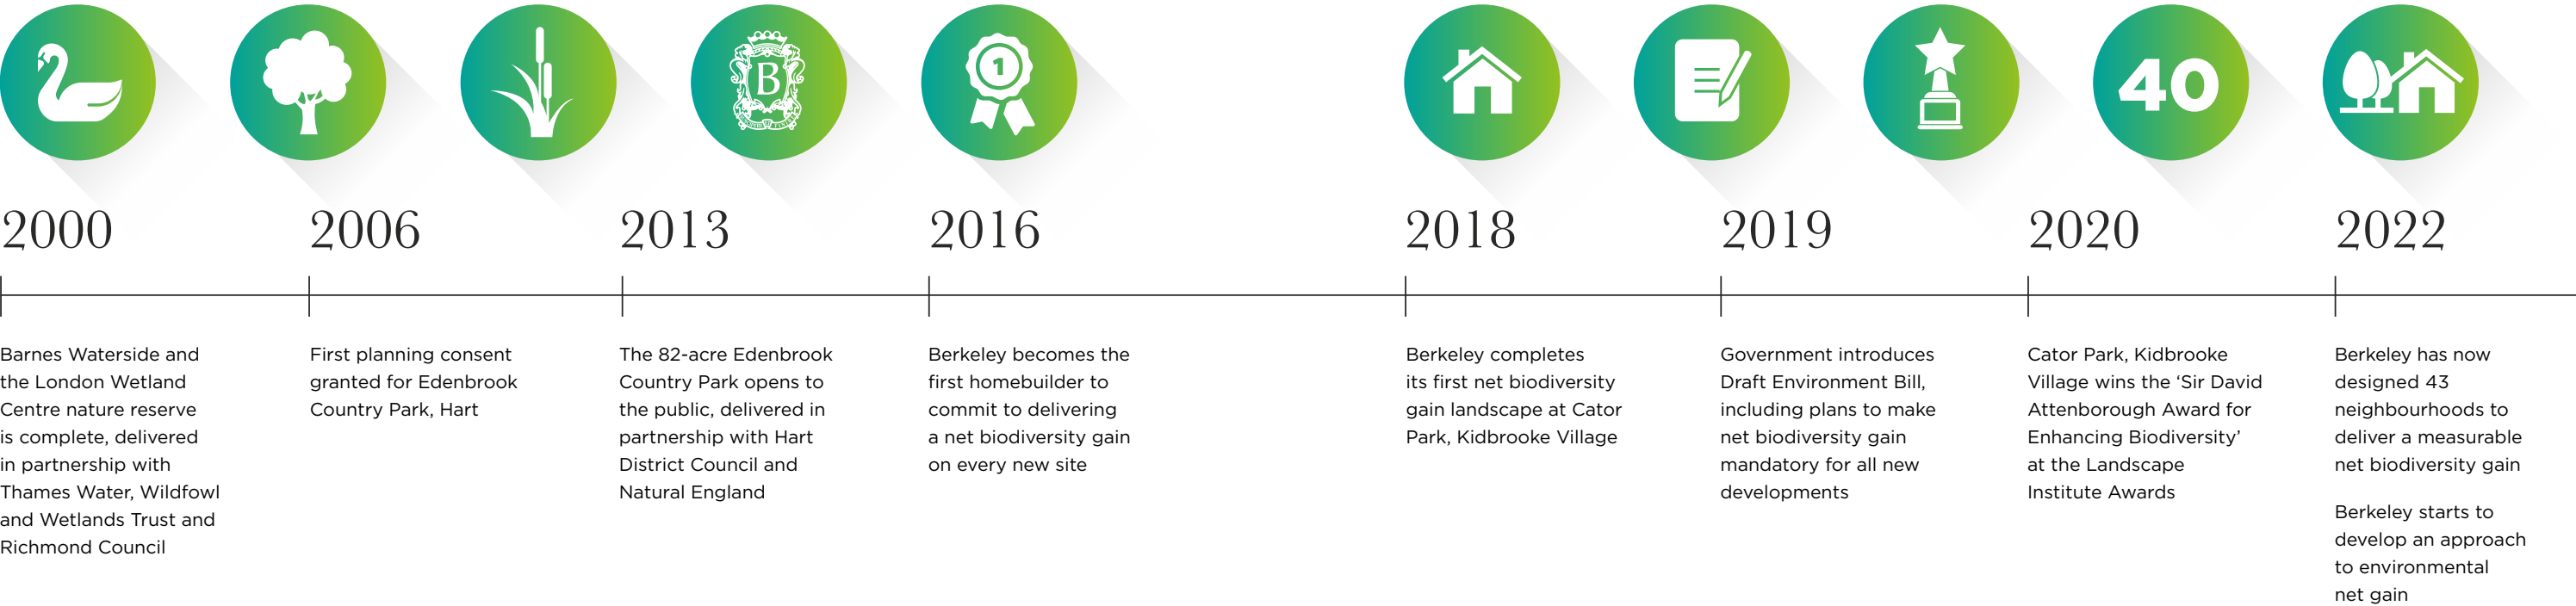 B
1
40
2000
2006
2013
2016
2018
2019
2020
2022
Barnes Waterside and
the London Wetland
Centre nature reserve
is complete, delivered
in partnership with
Thames Water, Wildfowl
and Wetlands Trust and
Richmond Council
First planning consent
granted for Edenbrook
Country Park, Hart
The 82-acre Edenbrook
Country Park opens to
the public, delivered in
partnership with Hart
District Council and
Natural England
Berkeley becomes the
first homebuilder to
commit to delivering
a net biodiversity gain
on every new site
Berkeley completes
its first net biodiversity
gain landscape at Cator
Park, Kidbrooke Village
Government introduces
Draft Environment Bill,
including plans to make
net biodiversity gain
mandatory for all new
developments
Cator Park, Kidbrooke
Village wins the ‘Sir David
Attenborough Award for
Enhancing Biodiversity’
at the Landscape
Institute Awards
Berkeley has now
designed 43
neighbourhoods to
deliver a measurable
net biodiversity gain
Berkeley starts to
develop an approach
to environmental
net gain